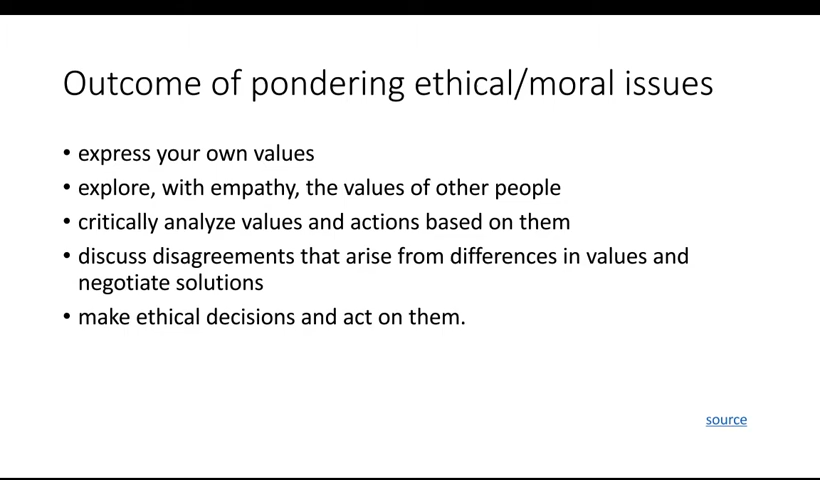 Outcome of pondering ethical/moral issues
• express your own values
• explore, with empathy, the values of other people
• critically analyze values and actions based on them
• discuss disagreements that arise from differences in values and
negotiate solutions
• make ethical decisions and act on them.
source